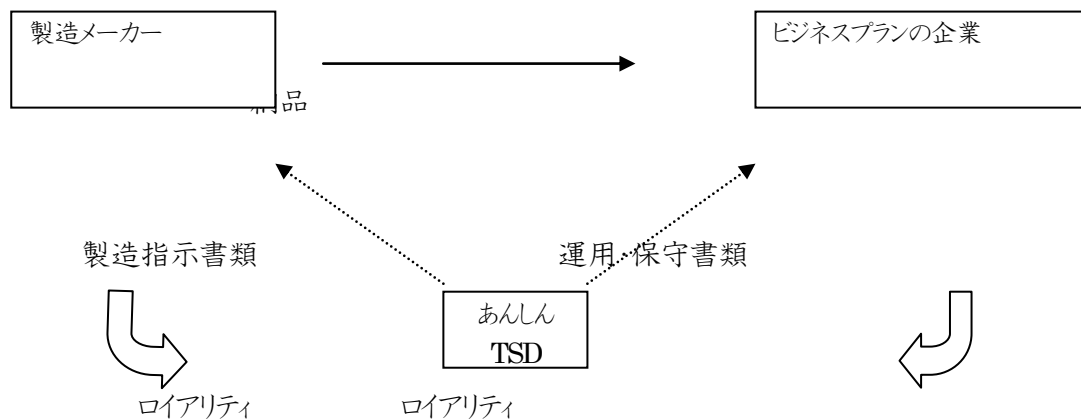 製造メーカー
ビジネスプランの企業
納品
製造指示書類
運用・保守書類
あんしん
TSD
ロイアリティ
ロイアリティ